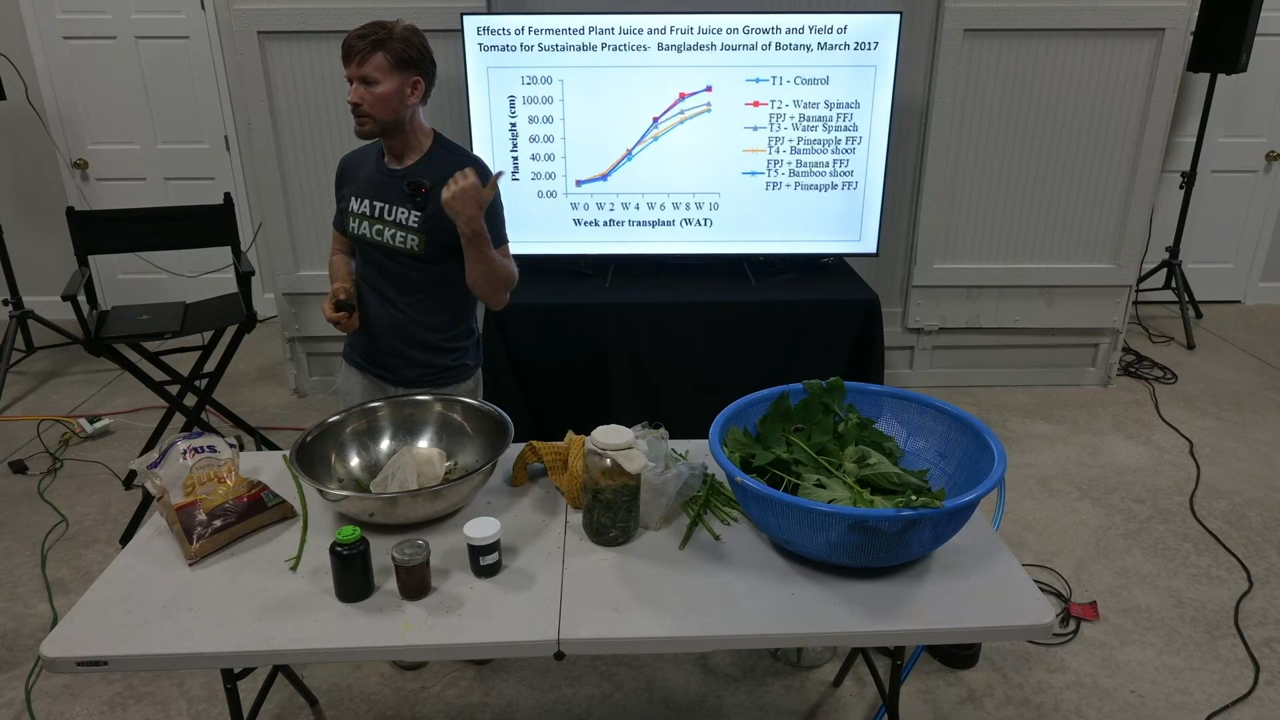 Effects of Fermented Plant Juice and Fruit Juice on Growth and Yield of
Tomato for Sustainable Practices- Bangladesh Journal of Botany, March 2017
Plant height (cm)
120.00
100.00
80.00
60.00
40.00
20.00
0.00
W 0 W 2 W 4 W 6 W 8 W 10
Week after transplant (WAT)
T1 - Control
T2 - Water Spinach
FPJ + Banana FFJ
T3 - Water Spinach
FPJ + Pineapple FFJ
T4 - Bamboo shoot
FPJ + Banana FFJ
T5 - Bamboo shoot
FPJ + Pineapple FFJ
NATURE
HACKER